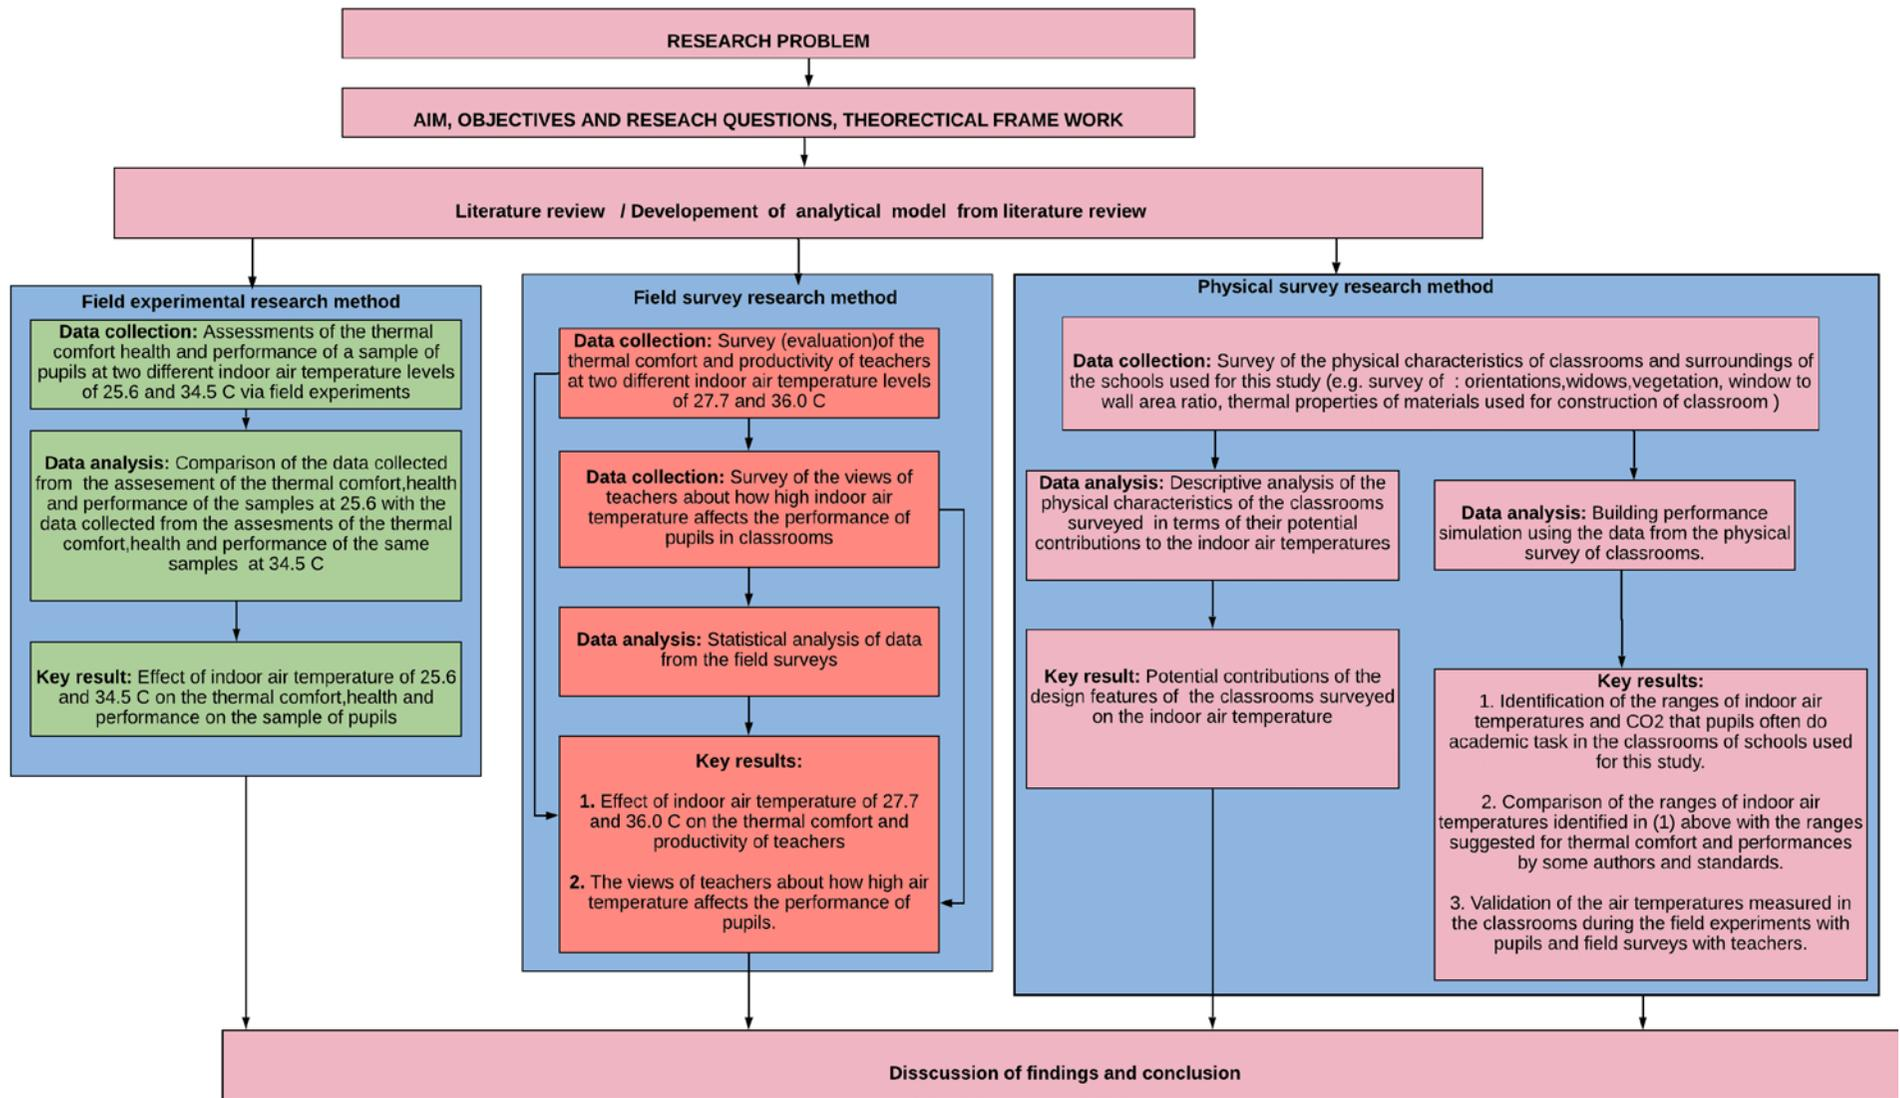 RESEARCH PROBLEM
AIM, OBJECTIVES AND RESEACH QUESTIONS, THEORECTICAL FRAME WORK
Literature review / Developement of analytical model from literature review
Field experimental research method
Data collection: Assessments of the thermal
comfort health and performance of a sample of
pupils at two different indoor air temperature levels
of 25.6 and 34.5 C via field experiments
Data analysis: Comparison of the data collected
from the assesement of the thermal comfort,health
and performance of the samples at 25.6 with the
data collected from the assesments of the thermal
comfort,health and performance of the same
samples at 34.5 C
Key result: Effect of indoor air temperature of 25.6
and 34.5 C on the thermal comfort,health and
performance on the sample of pupils
Field survey research method
Data collection: Survey (evaluation)of the
thermal comfort and productivity of teachers
at two different indoor air temperature levels
of 27.7 and 36.0 C
Data collection: Survey of the views of
teachers about how high indoor air
temperature affects the performance of
pupils in classrooms
Data analysis: Statistical analysis of data
from the field surveys
Key results:
1. Effect of indoor air temperature of 27.7
and 36.0 C on the thermal comfort and
productivity of teachers
2. The views of teachers about how high air
temperature affects the performance of
pupils.
Physical survey research method
Data collection: Survey of the physical characteristics of classrooms and surroundings of
the schools used for this study (e.g. survey of : orientations,widows,vegetation, window to
wall area ratio, thermal properties of materials used for construction of classroom )
Data analysis: Descriptive analysis of the
physical characteristics of the classrooms
surveyed in terms of their potential
contributions to the indoor air temperatures
Key result: Potential contributions of the
design features of the classrooms surveyed
on the indoor air temperature
Data analysis: Building performance
simulation using the data from the physical
survey of classrooms.
Key results:
1. Identification of the ranges of indoor air
temperatures and CO2 that pupils often do
academic task in the classrooms of schools used
for this study.
2. Comparison of the ranges of indoor air
temperatures identified in (1) above with the ranges
suggested for thermal comfort and performances
by some authors and standards.
3. Validation of the air temperatures measured in
the classrooms during the field experiments with
pupils and field surveys with teachers.
Disscussion of findings and conclusion